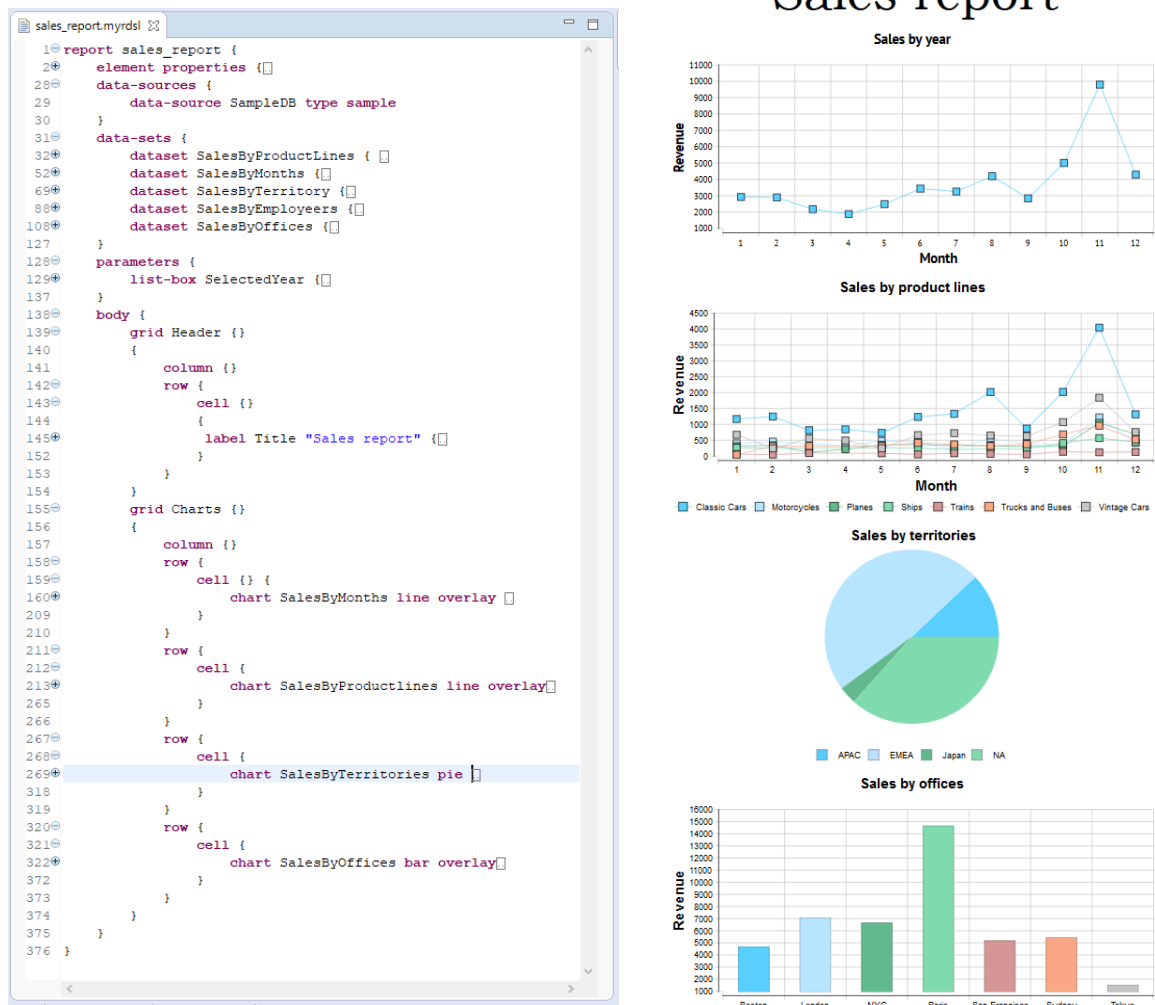 sales_report.myrdsl
1 report sales_report {
2 element properties {
28 data-sources {
29 data-source SampleDB type sample
30 }
31 data-sets {
32 dataset SalesByProductLines {
52 dataset SalesByMonths {
69 dataset SalesByTerritory {
88 dataset SalesByEmployeers {
108 dataset SalesByOffices {
127 }
128 parameters {
129 list-box SelectedYear {
137 }
138 body {
139 grid Header {}
140 {
141 column {}
142 row {
143 cell {}
144 {
145 label Title "Sales report" {
152 }
153 }
154 }
155 grid Charts {}
156 {
157 column {}
158 row {
159 cell {} {
160 chart SalesByMonths line overlay
209 }
210 }
211 row {
212 cell {
213 chart SalesByProductlines line overlay
265 }
266 }
267 row {
268 cell {
269 chart SalesByTerritories pie
318 }
319 }
320 row {
321 cell {
322 chart SalesByOffices bar overlay
372 }
373 }
374 }
375 }
376 }
Sales report
Sales by year
11000
10000
9000
8000
7000
6000
5000
4000
3000
2000
1000
Revenue
1 2 3 4 5 6 7 8 9 10 11 12
Month
Sales by product lines
4500
4000
3500
3000
2500
2000
1500
1000
500
0
Revenue
1 2 3 4 5 6 7 8 9 10 11 12
Month
Classic Cars Motorcycles Planes Ships Trains Trucks and Buses Vintage Cars
Sales by territories
APAC EMEA Japan NA
Sales by offices
16000
15000
14000
13000
12000
11000
10000
9000
8000
7000
6000
5000
4000
3000
2000
1000
Revenue
Boston London NYC Paris San Francisco Sydney Tokyo